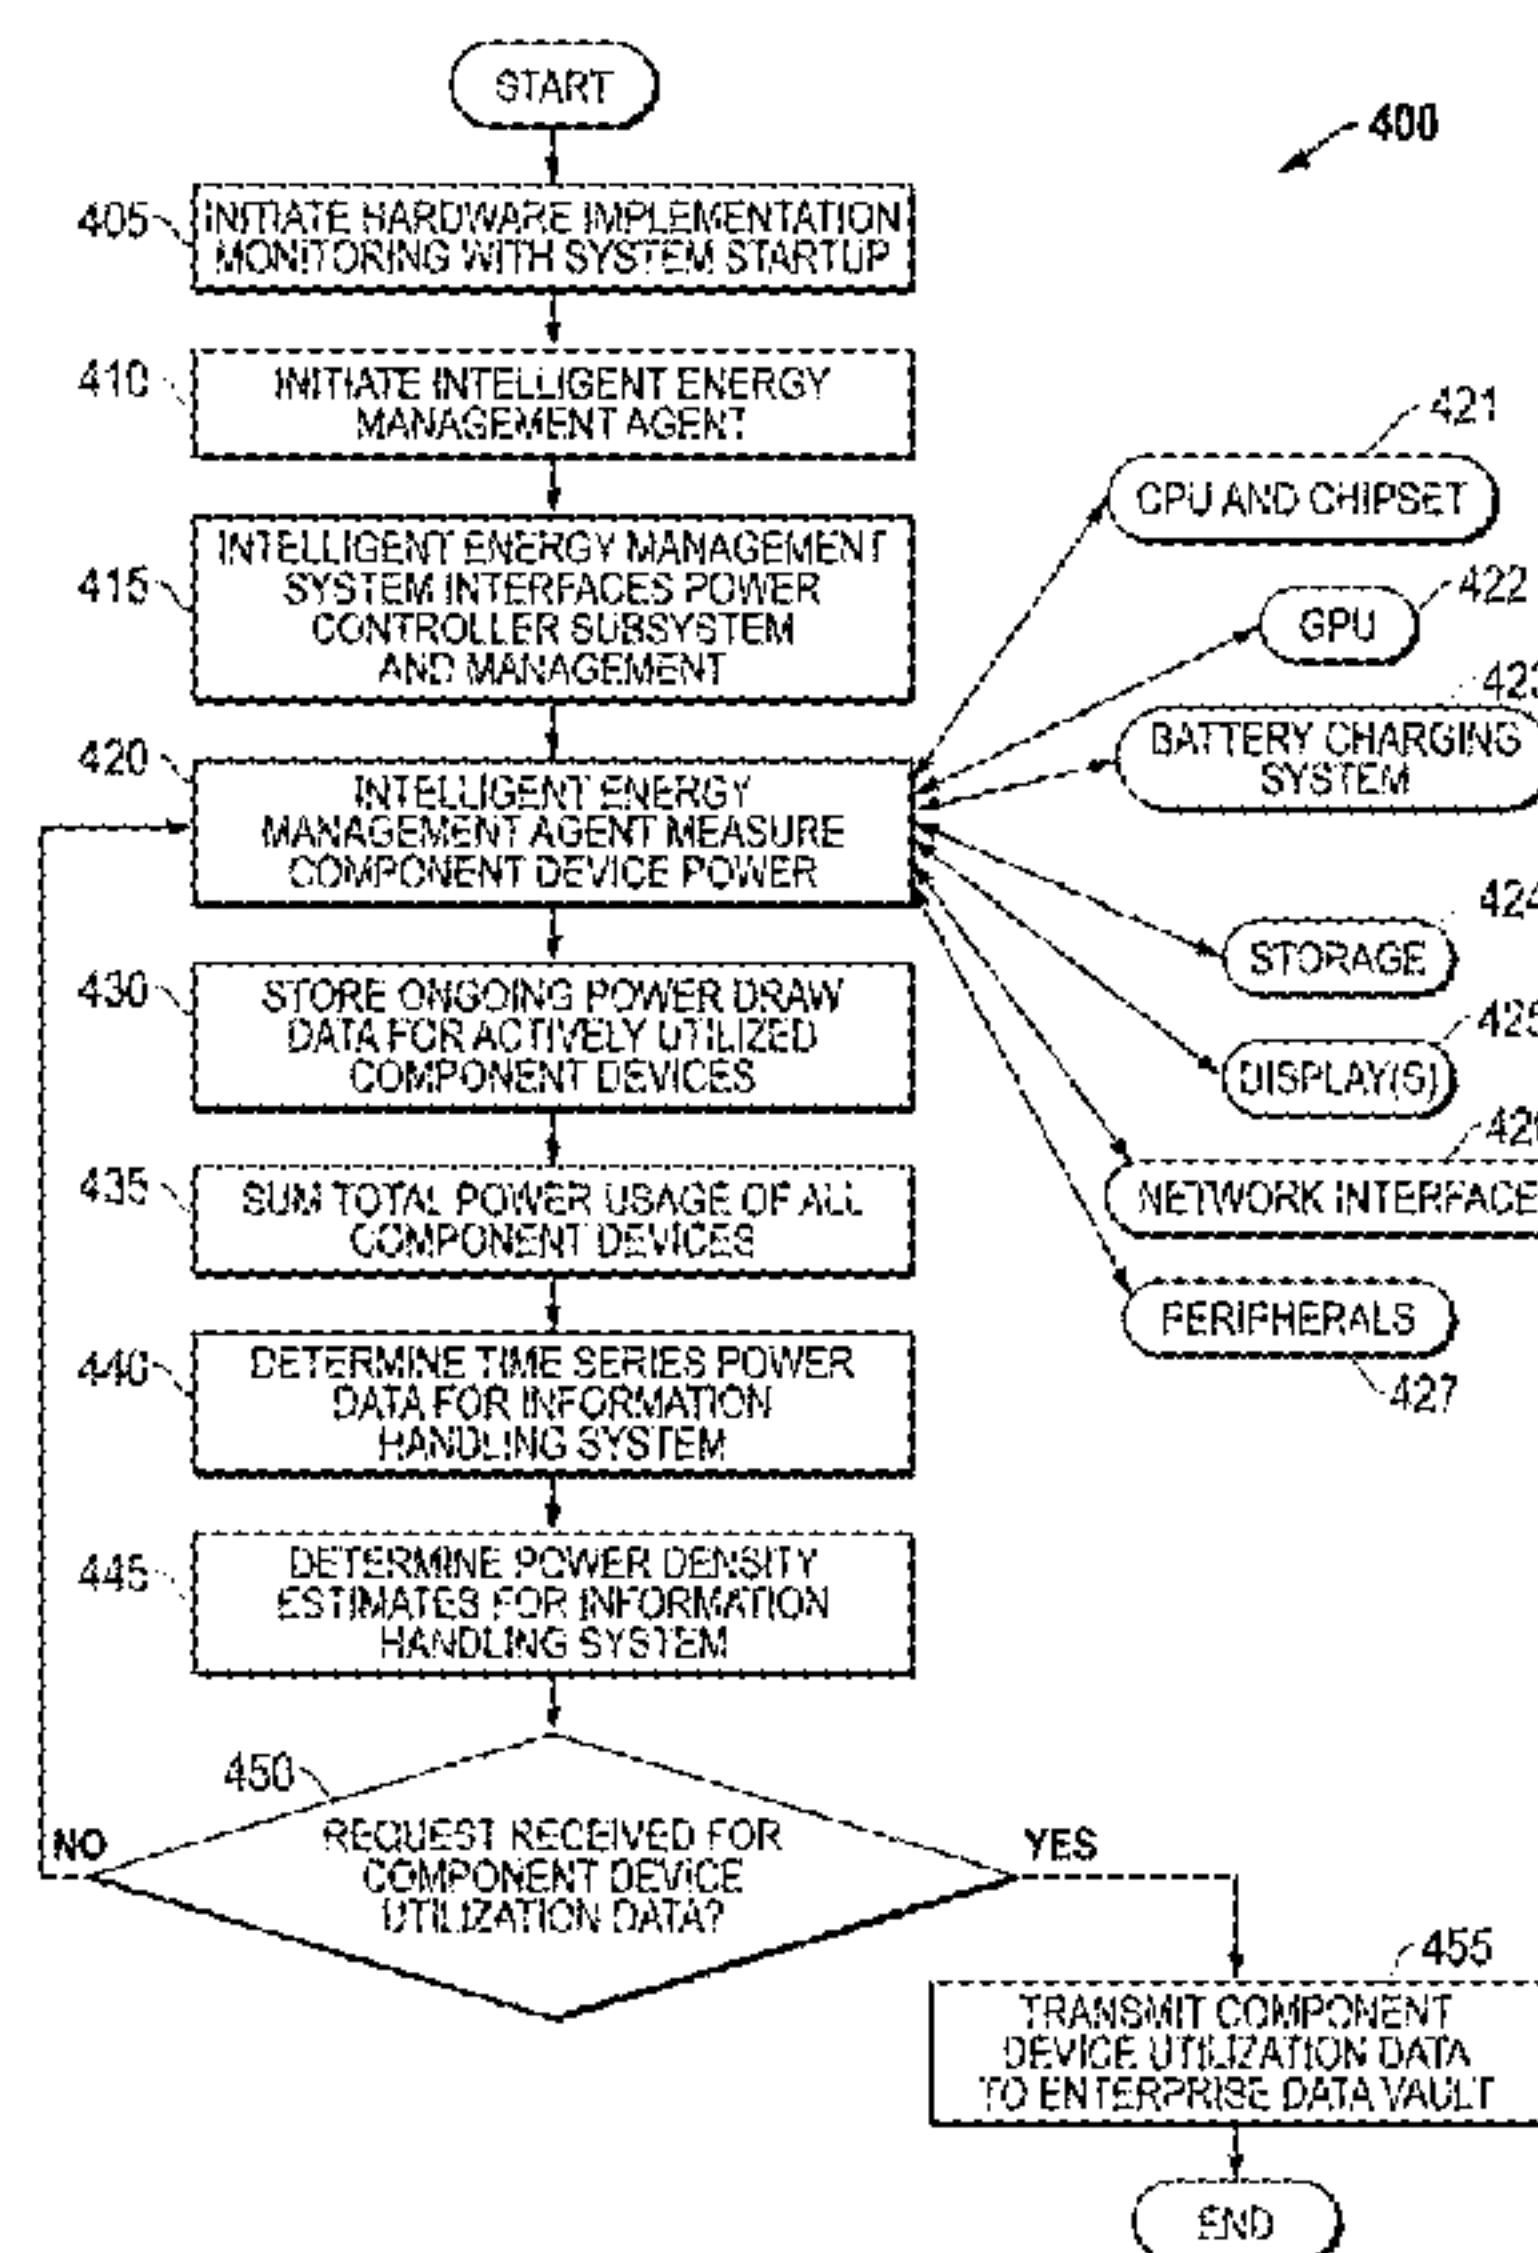 START
400
405
INITIATE HARDWARE IMPLEMENTATION
MONITORING WITH SYSTEM STARTUP
410
INITIATE INTELLIGENT ENERGY
MANAGEMENT AGENT
415
INTELLIGENT ENERGY MANAGEMENT
SYSTEM INTERFACES POWER
CONTROLLER SUBSYSTEM
AND MANAGEMENT
420
INTELLIGENT ENERGY
MANAGEMENT AGENT MEASURE
COMPONENT DEVICE POWER
421
CPU AND CHIPSET
422
GPU
423
BATTERY CHARGING
SYSTEM
424
STORAGE
425
DISPLAY(S)
426
NETWORK INTERFACE
PERIPHERALS
427
430
STORE ONGOING POWER DRAW
DATA FOR ACTIVELY UTILIZED
COMPONENT DEVICES
435
SUM TOTAL POWER USAGE OF ALL
COMPONENT DEVICES
440
DETERMINE TIME SERIES POWER
DATA FOR INFORMATION
HANDLING SYSTEM
445
DETERMINE POWER DENSITY
ESTIMATES FOR INFORMATION
HANDLING SYSTEM
450
REQUEST RECEIVED FOR
COMPONENT DEVICE
UTILIZATION DATA?
NO
YES
455
TRANSMIT COMPONENT
DEVICE UTILIZATION DATA
TO ENTERPRISE DATA VAULT
END